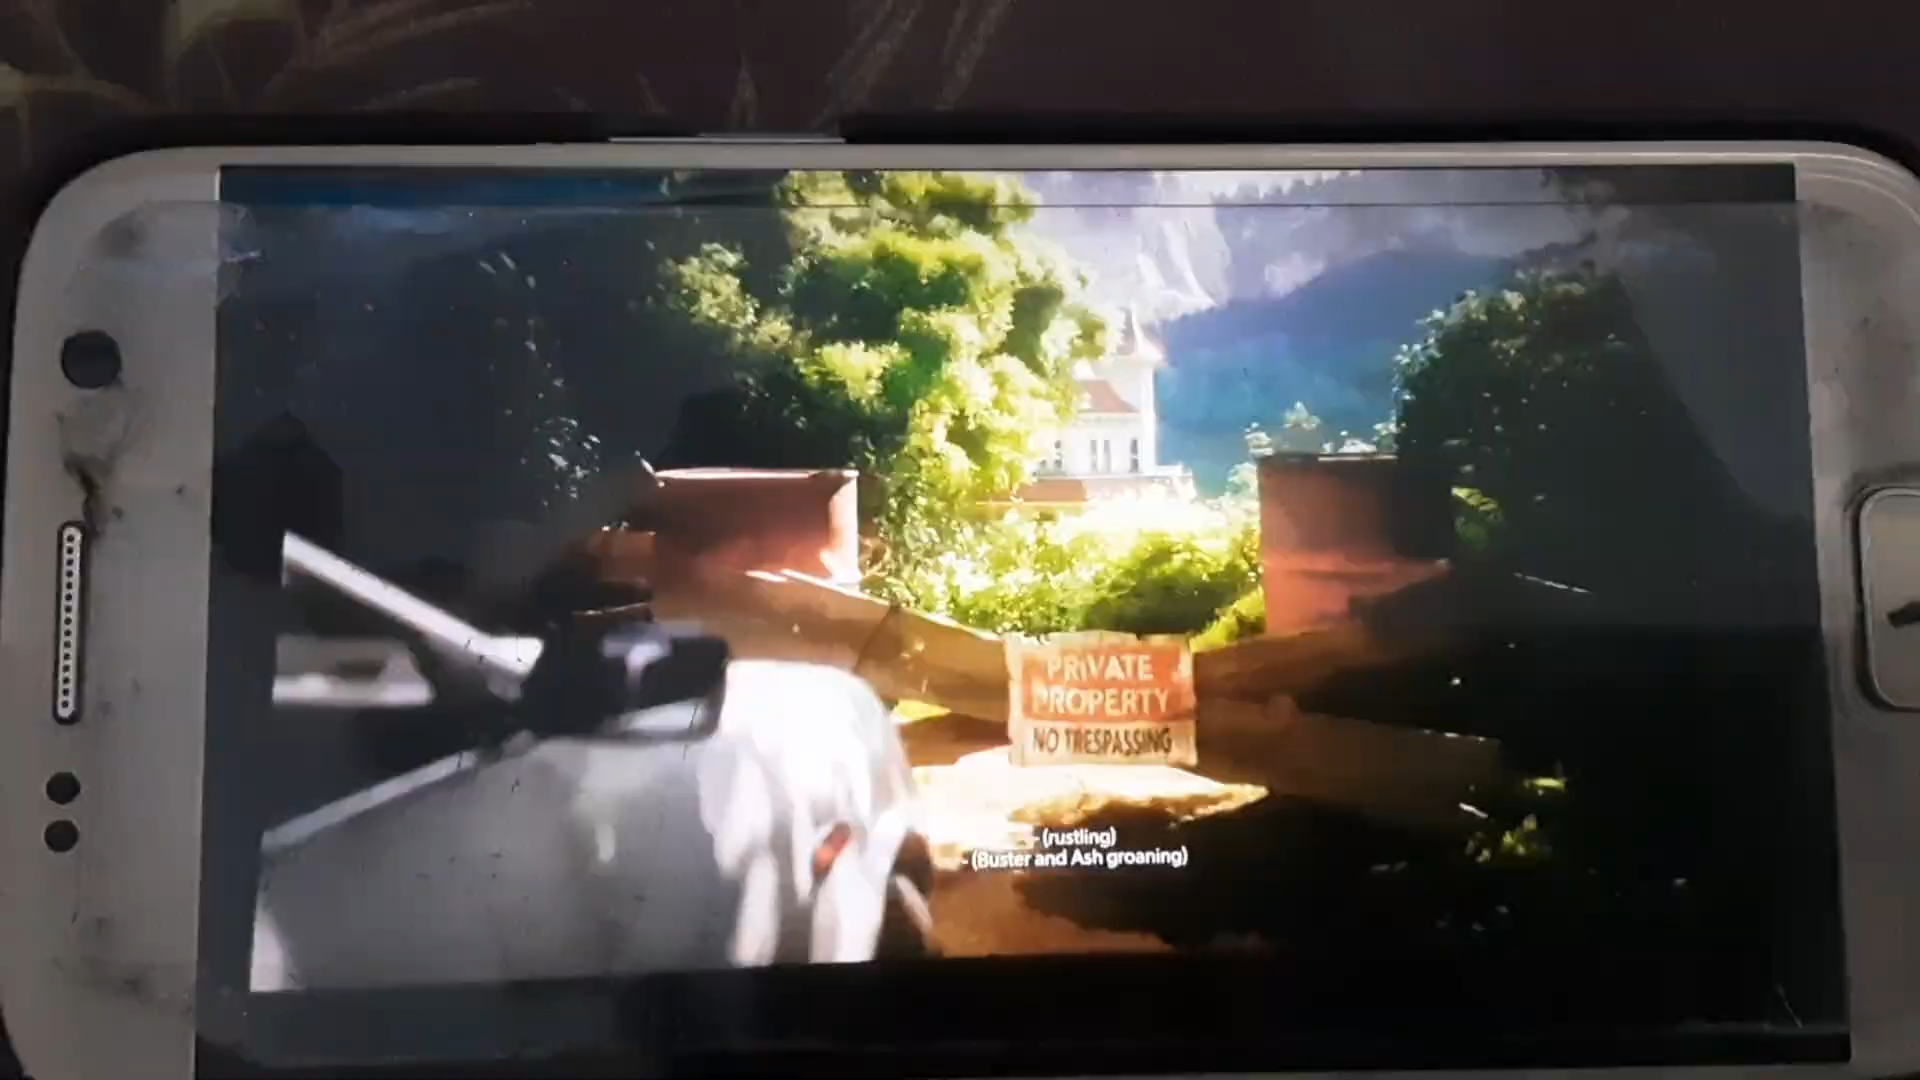 PRIVATE
PROPERTY
NO TRESPASSING
- (rustling)
- (Buster and Ash groaning)